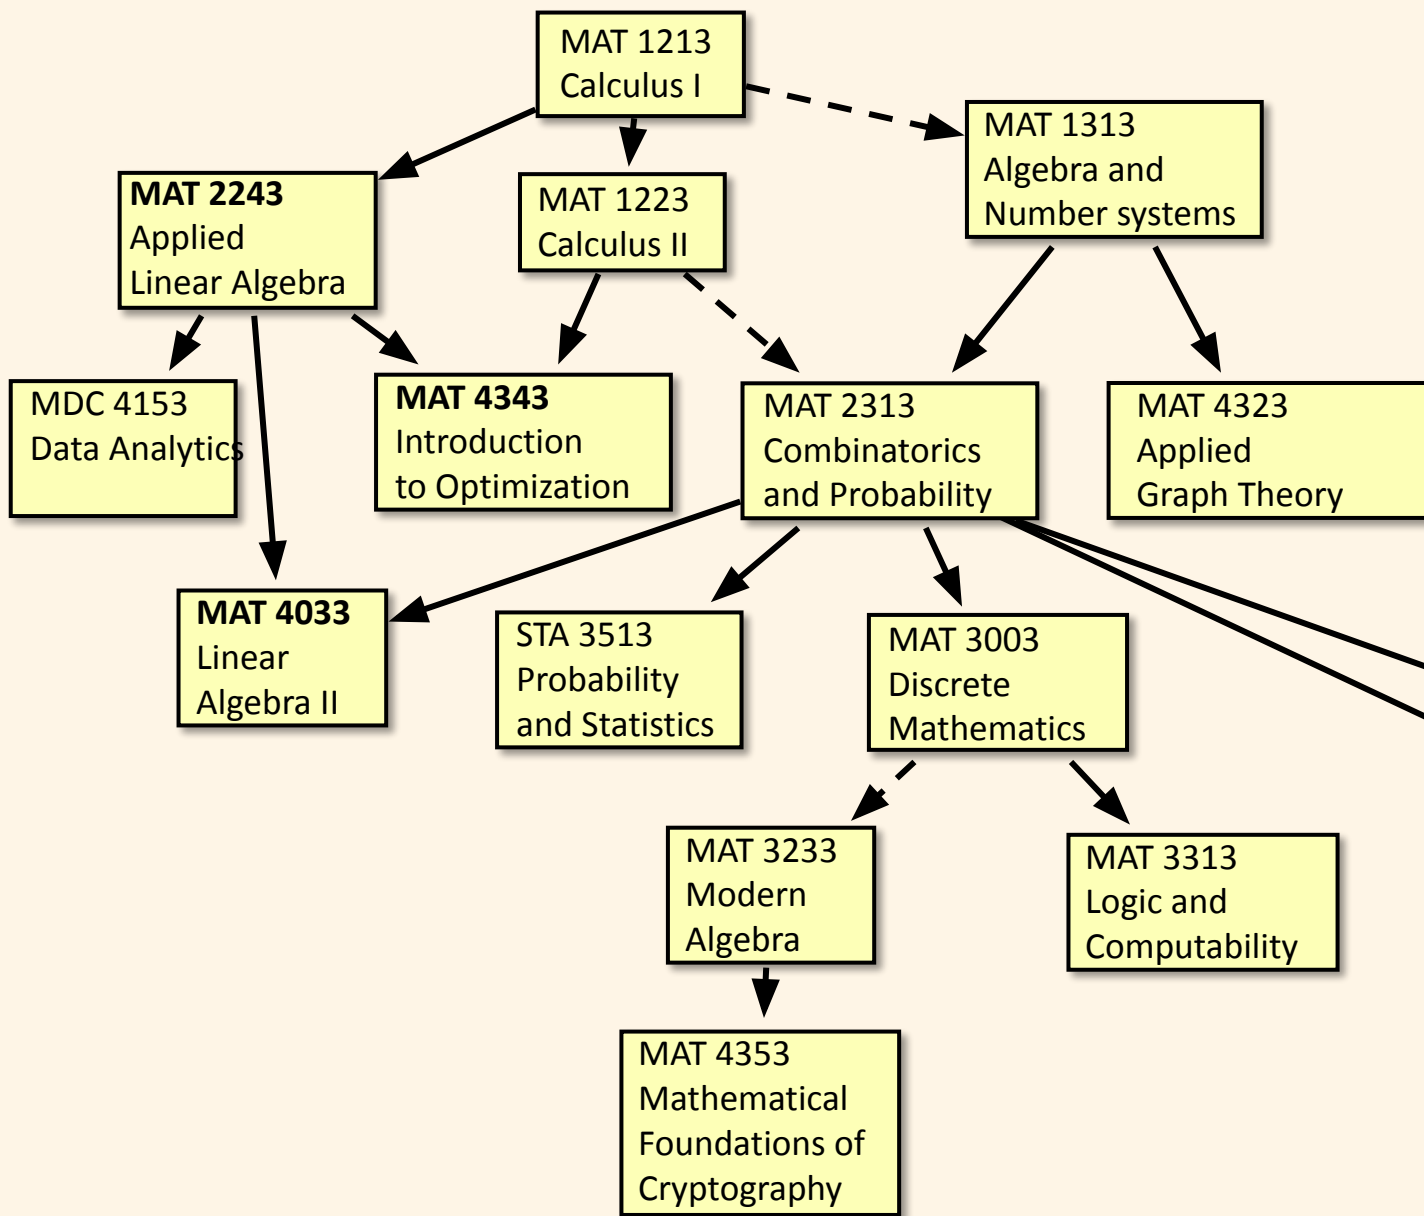 MAT 1213
Calculus I
MAT 1313
Algebra and
Number systems
MAT 2243
Applied
Linear Algebra
MAT 1223
Calculus II
MDC 4153
Data Analytics
MAT 4343
Introduction
to Optimization
MAT 2313
Combinatorics
and Probability
MAT 4323
Applied
Graph Theory
MAT 4033
Linear
Algebra II
STA 3513
Probability
and Statistics
MAT 3003
Discrete
Mathematics
MAT 3233
Modern
Algebra
MAT 3313
Logic and
Computability
MAT 4353
Mathematical
Foundations of
Cryptography